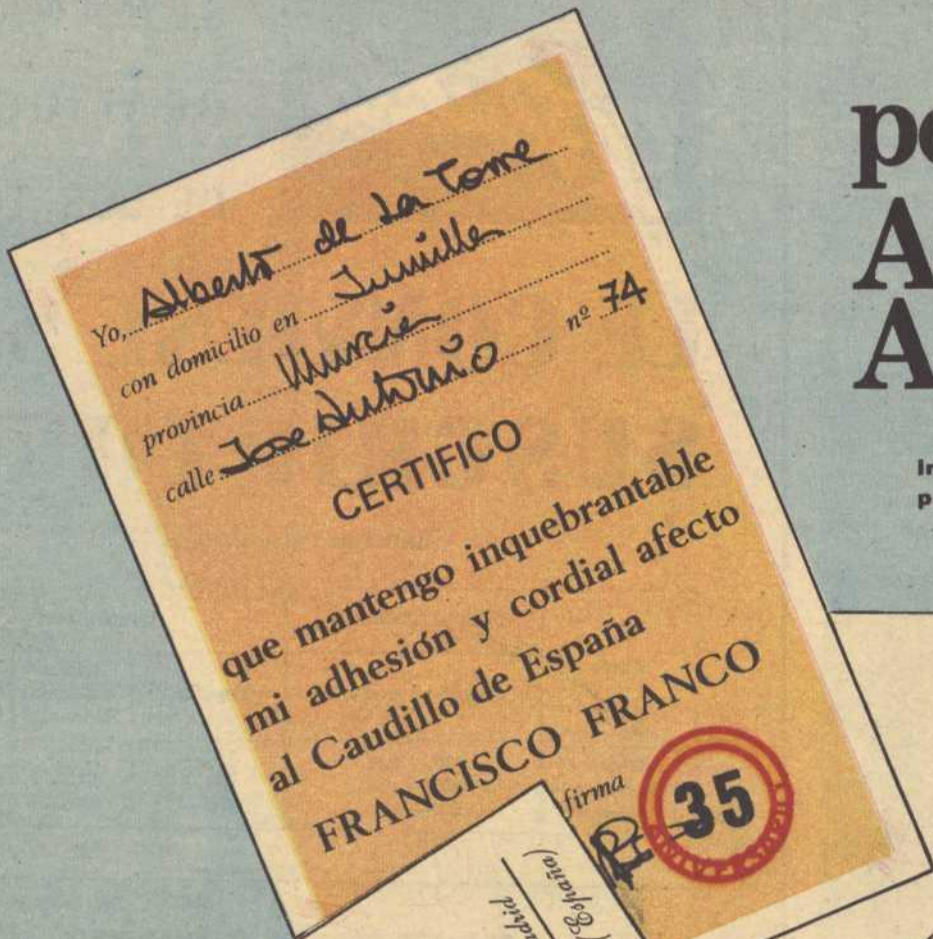 Yo, Alberto de La Torre
con domicilio en Jumilla
provincia Murcia
calle Jose Antonio nº 74
CERTIFICO
que mantengo inquebrantable
mi adhesión y cordial afecto
al Caudillo de España
FRANCISCO FRANCO
firma
35
(España)